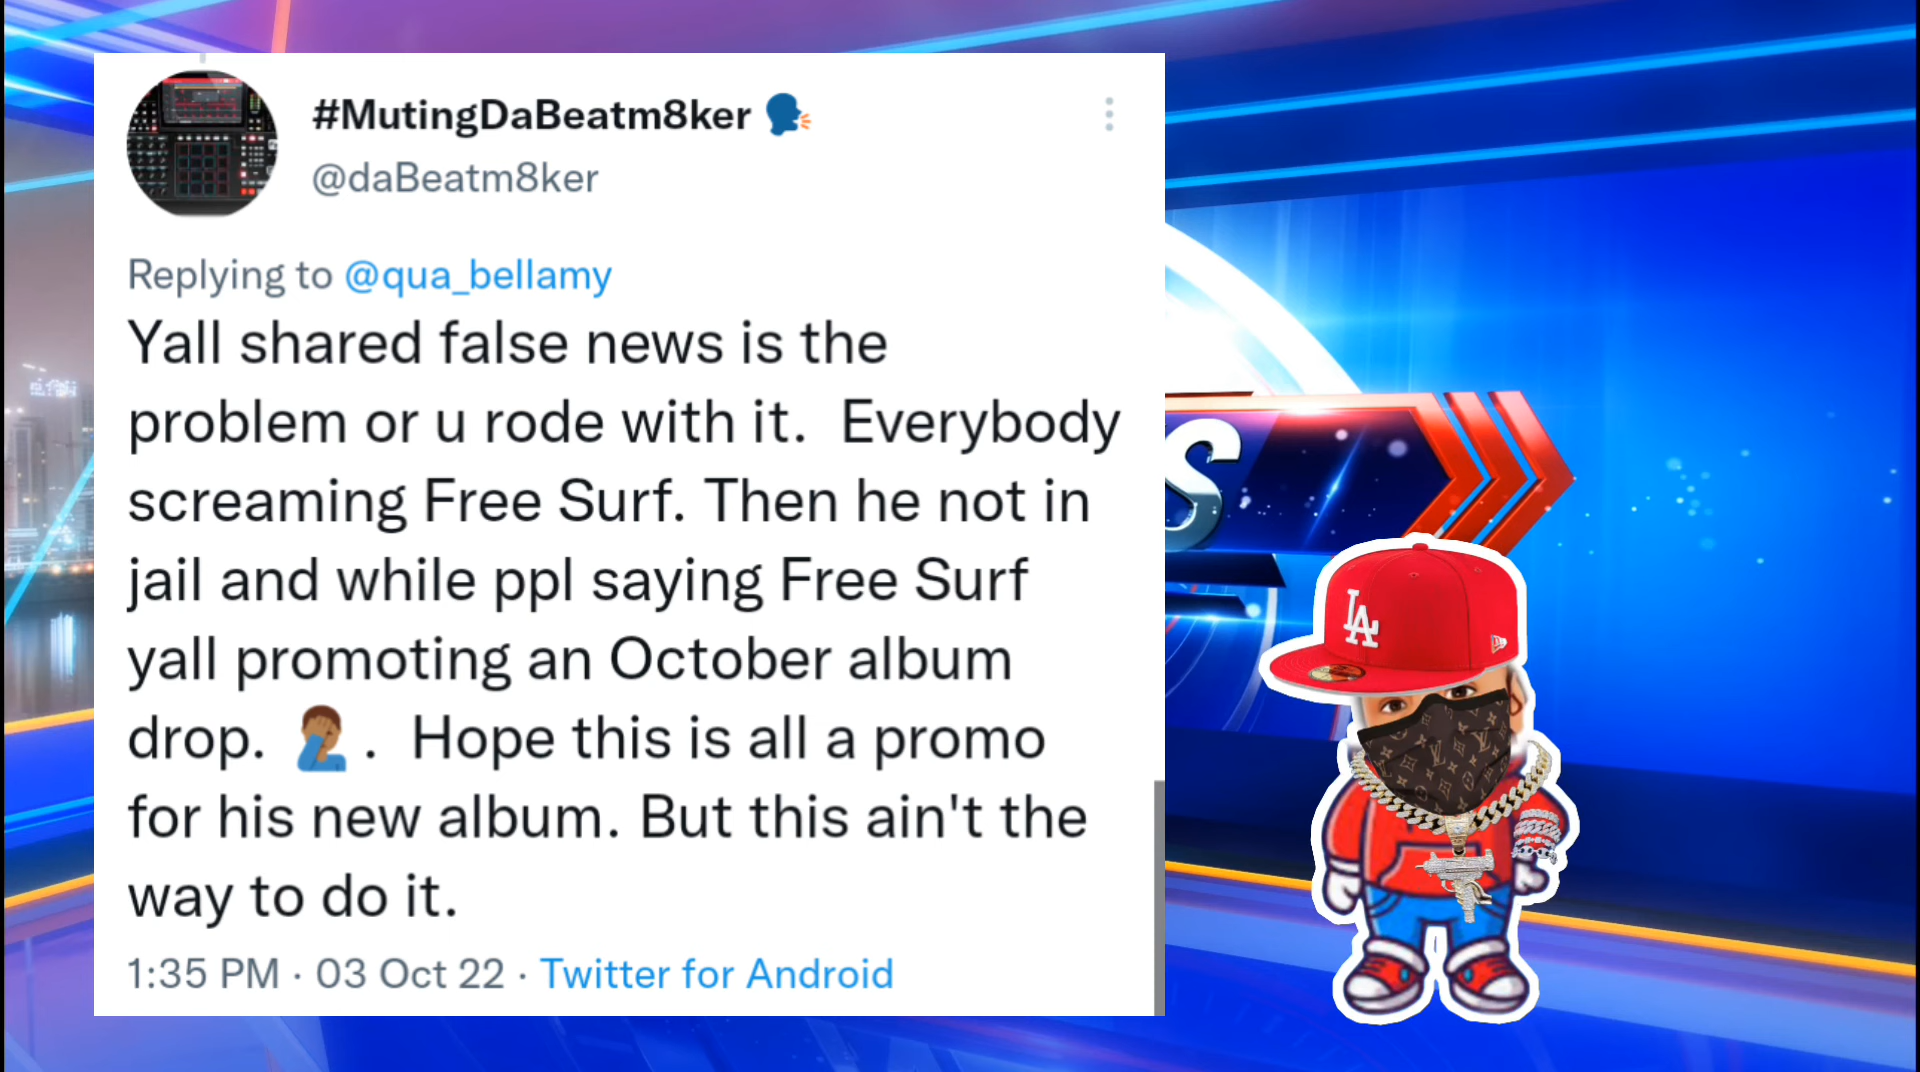 #MutingDaBeatm8ker 🗣
@daBeatm8ker
Replying to @qua_bellamy
Yall shared false news is the
problem or u rode with it.  Everybody
screaming Free Surf. Then he not in
jail and while ppl saying Free Surf
yall promoting an October album
drop. 🤦🏾‍♂️ .  Hope this is all a promo
for his new album. But this ain't the
way to do it.
1:35 PM · 03 Oct 22 · Twitter for Android
S
LA